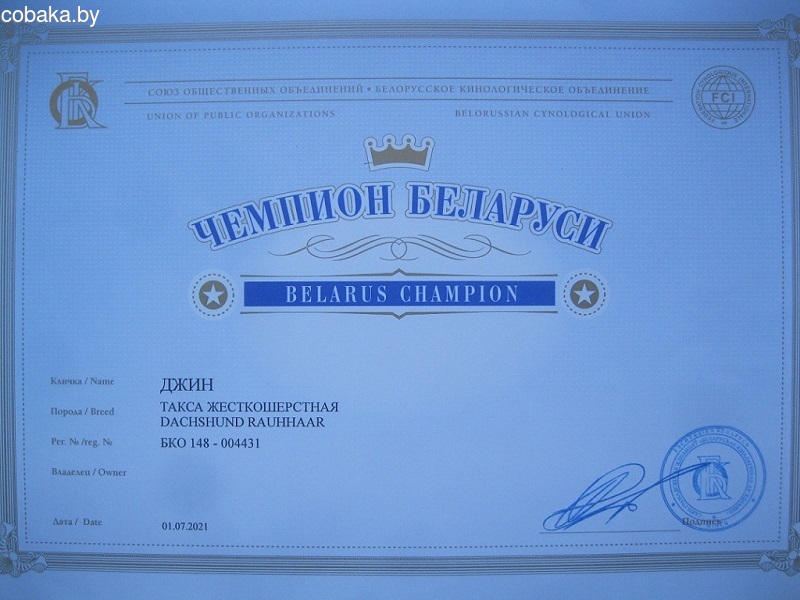 cobaka.by
СОЮЗ ОБЩЕСТВЕННЫХ ОБЪЕДИНЕНИЙ • БЕЛОРУССКОЕ КИНОЛОГИЧЕСКОЕ ОБЪЕДИНЕНИЕ
UNION OF PUBLIC ORGANIZATIONS BELORUSSIAN CYNOLOGICAL UNION
FCI
ЧЕМПИОН БЕЛАРУСИ
BELARUS CHAMPION
Кличка / Name ДЖИН
Порода / Breed ТАКСА ЖЕСТКОШЕРСТНАЯ
DACHSHUND RAUHHAAR
Рег. № /reg. № БКО 148 - 004431
Владелец / Owner
Дата / Date 01.07.2021
Подпись